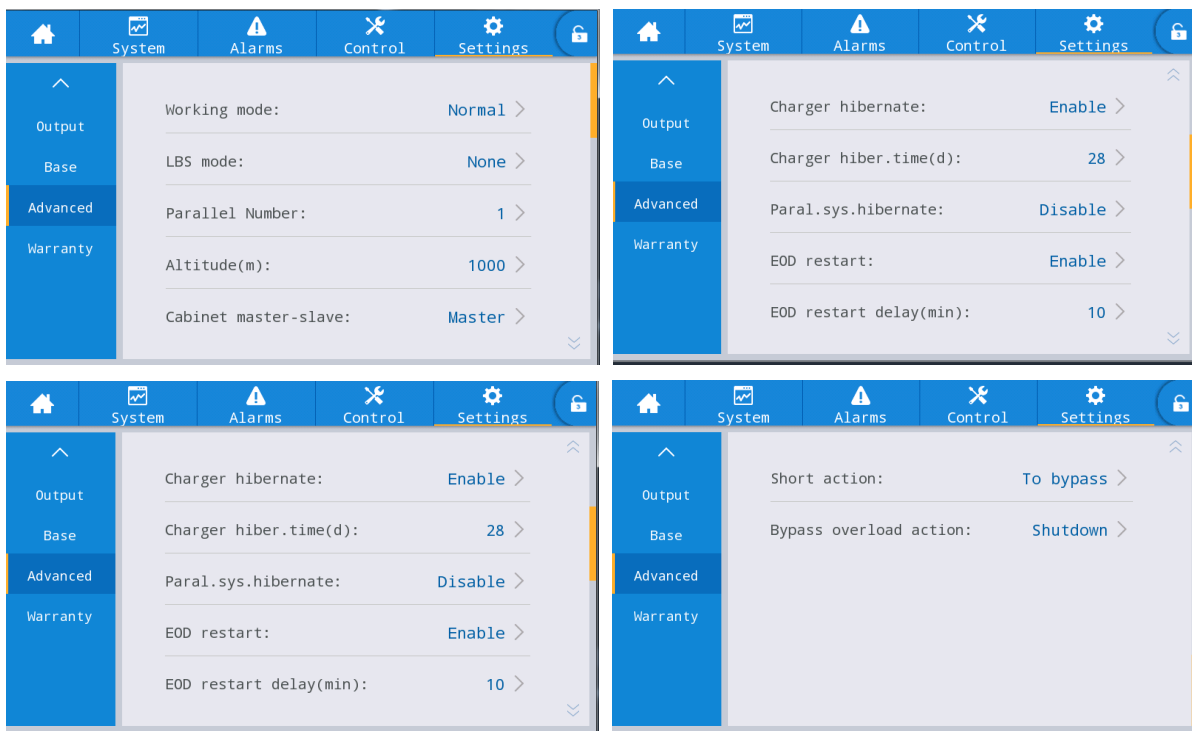 System Alarms Control Settings
Output
Base
Advanced
Warranty
Working mode: Normal
LBS mode: None
Parallel Number: 1
Altitude(m): 1000
Cabinet master-slave: Master
System Alarms Control Settings
Output
Base
Advanced
Warranty
Charger hibernate: Enable
Charger hiber.time(d): 28
Paral.sys.hibernate: Disable
EOD restart: Enable
EOD restart delay(min): 10
System Alarms Control Settings
Output
Base
Advanced
Warranty
Charger hibernate: Enable
Charger hiber.time(d): 28
Paral.sys.hibernate: Disable
EOD restart: Enable
EOD restart delay(min): 10
System Alarms Control Settings
Output
Base
Advanced
Warranty
Short action: To bypass
Bypass overload action: Shutdown